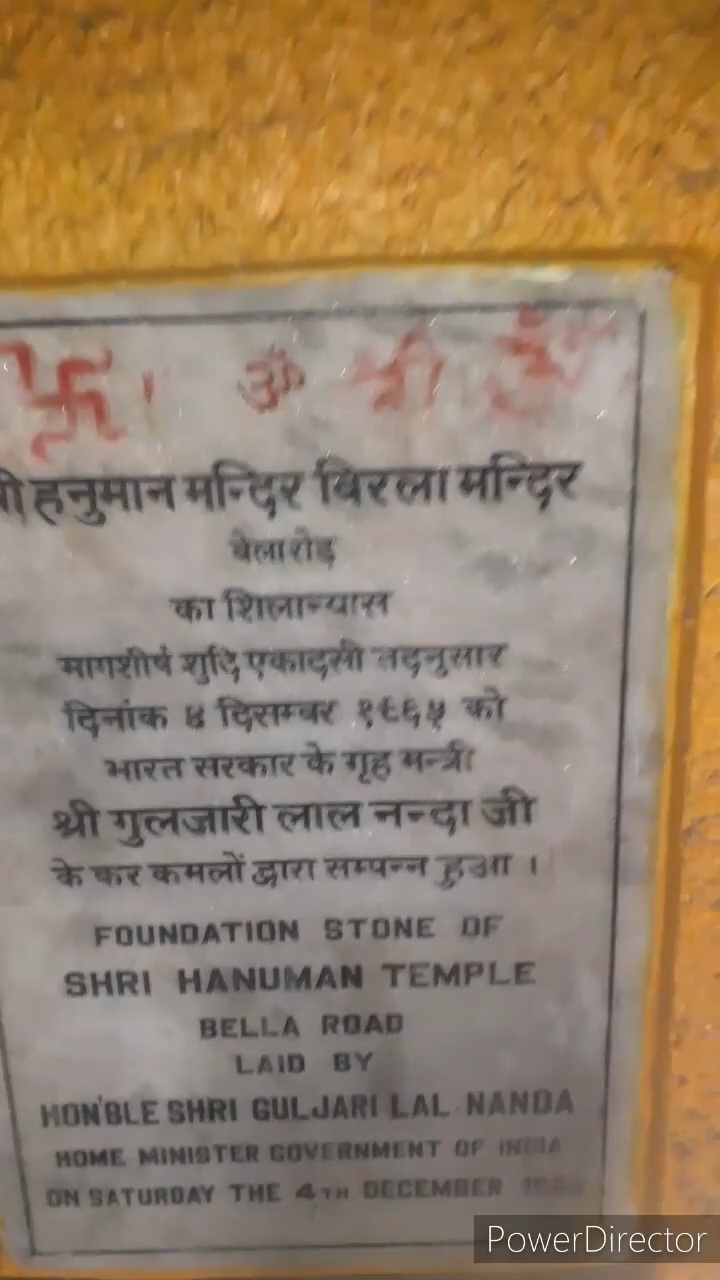 ॐ श्री ॐ
श्री हनुमान मन्दिर बिरला मन्दिर
बेलारोड
का शिलान्यास
मागशीर्ष शुदि एकादसी तदनुसार
दिनांक ४ दिसम्बर १९६५ को
भारत सरकार के गृह मन्त्री
श्री गुलजारी लाल नन्दा जी
के कर कमलों द्वारा सम्पन्न हुआ ।
FOUNDATION STONE OF
SHRI HANUMAN TEMPLE
BELLA ROAD
LAID BY
HON'BLE SHRI GULJARI LAL NANDA
HOME MINISTER GOVERNMENT OF INDIA
ON SATURDAY THE 4TH DECEMBER
PowerDirector